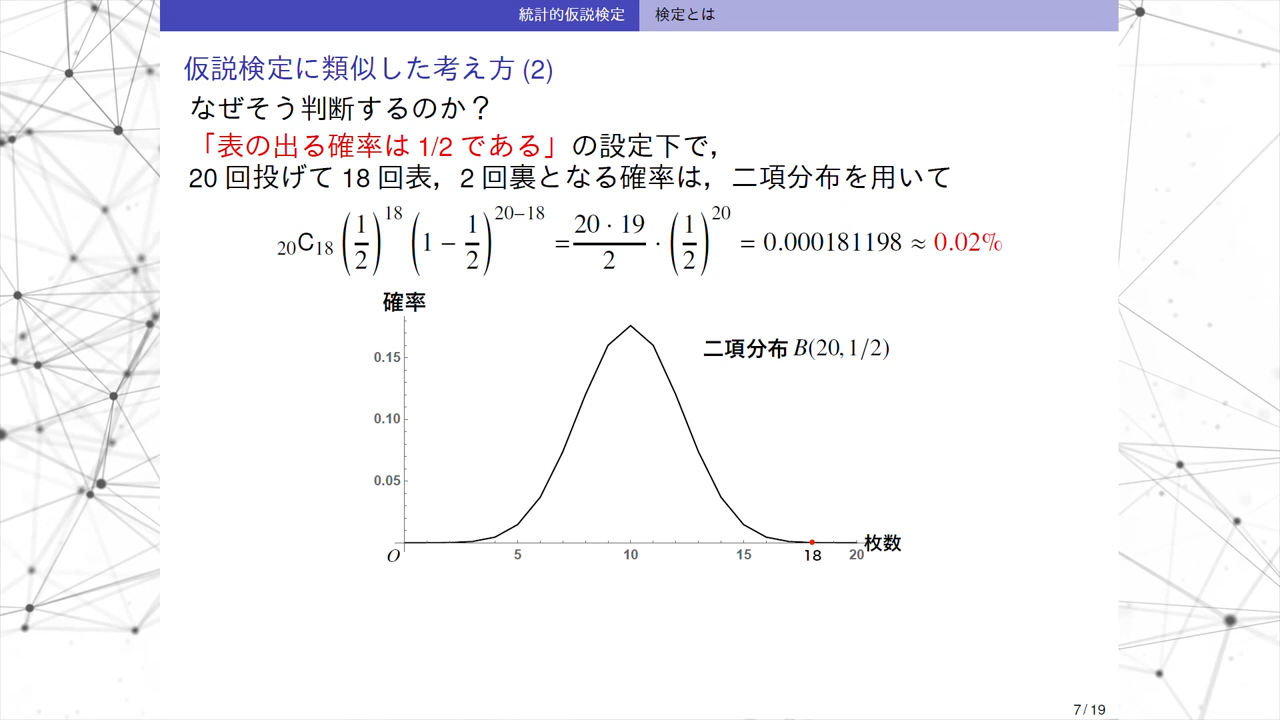 統計的仮説検定 検定とは
仮説検定に類似した考え方 (2)
なぜそう判断するのか？
「表の出る確率は 1/2 である」の設定下で，
20 回投げて 18 回表，2 回裏となる確率は，二項分布を用いて
₂₀C₁₈ (1/2)^18 (1 − 1/2)^20−18 = 20 · 19/2 · (1/2)^20 = 0.000181198 ≈ 0.02%
確率
二項分布 B(20, 1/2)
0.15
0.10
0.05
O 5 10 15 18 20 枚数
7 / 19